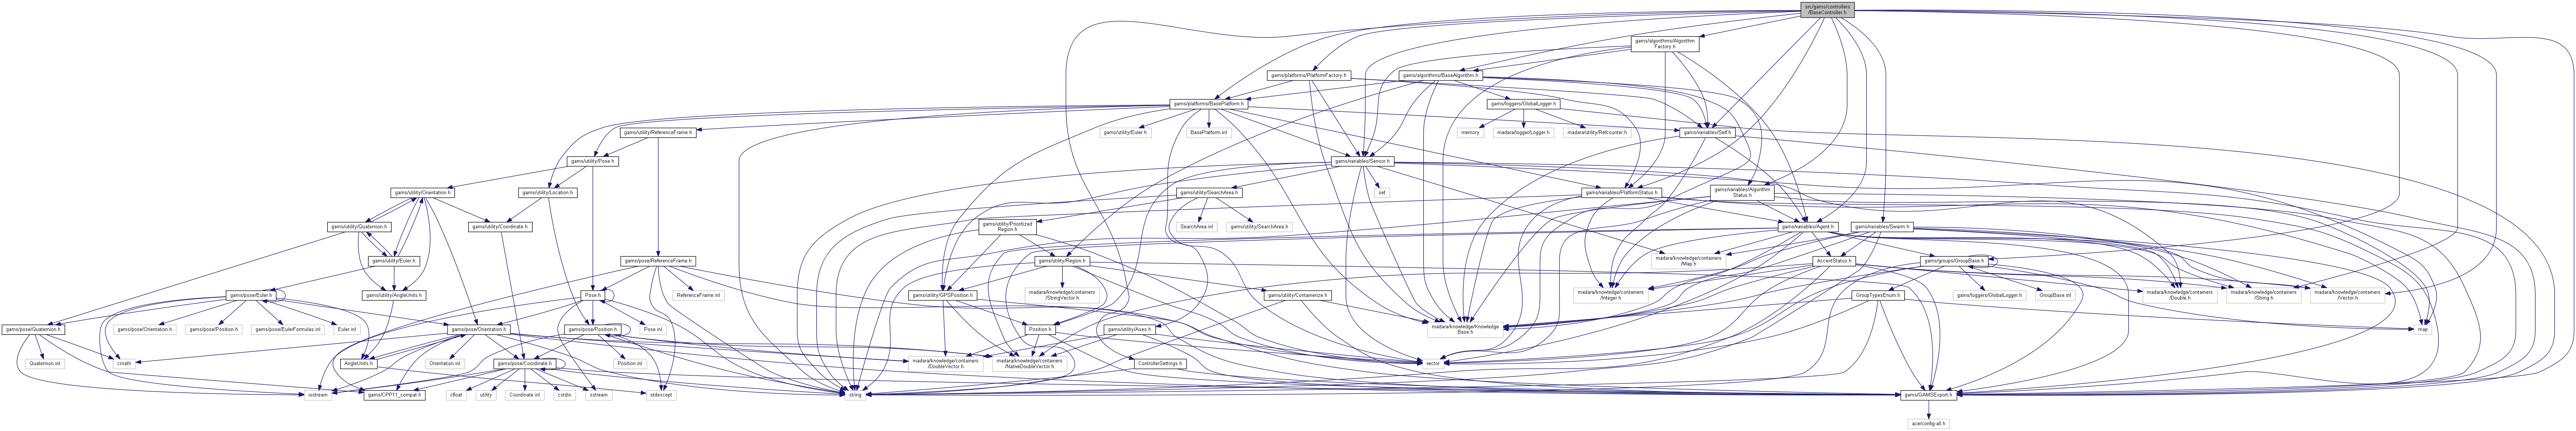 src/gams/controllers
/BaseController.h
gams/algorithms/Algorithm
Factory.h
gams/platforms/PlatformFactory.h
gams/algorithms/BaseAlgorithm.h
gams/platforms/BasePlatform.h
gams/loggers/GlobalLogger.h
gams/utility/ReferenceFrame.h
gams/utility/Euler.h
BasePlatform.inl
memory
madara/logger/Logger.h
madara/utility/Refcounter.h
gams/variables/Self.h
gams/utility/Pose.h
gams/variables/Sensor.h
gams/utility/Orientation.h
gams/utility/Location.h
gams/utility/SearchArea.h
set
gams/variables/PlatformStatus.h
gams/variables/Algorithm
Status.h
gams/utility/Quaternion.h
gams/utility/Coordinate.h
gams/utility/Prioritized
Region.h
SearchArea.inl
gams/utility/SearchArea.h
gams/variables/Agent.h
gams/variables/Swarm.h
gams/utility/Euler.h
gams/pose/ReferenceFrame.h
gams/utility/Region.h
madara/knowledge/containers
/Map.h
AccentStatus.h
gams/groups/GroupBase.h
gams/pose/Euler.h
gams/utility/AngleUnits.h
Pose.h
ReferenceFrame.inl
gams/utility/GPSPosition.h
madara/knowledge/containers
/StringVector.h
gams/utility/Containerize.h
madara/knowledge/containers
/Integer.h
GroupTypesEnum.h
gams/loggers/GlobalLogger.h
GroupBase.inl
madara/knowledge/containers
/Double.h
madara/knowledge/containers
/String.h
madara/knowledge/containers
/Vector.h
gams/pose/Quaternion.h
gams/pose/Orientation.h
gams/pose/Position.h
gams/pose/EulerFormulas.inl
Euler.inl
gams/pose/Orientation.h
gams/pose/Position.h
Pose.inl
Position.h
gams/utility/Axes.h
madara/knowledge/Knowledge
Base.h
map
Quaternion.inl
cmath
AngleUnits.h
Orientation.inl
gams/pose/Coordinate.h
Position.inl
madara/knowledge/containers
/DoubleVector.h
madara/knowledge/containers
/NativeDoubleVector.h
ControllerSettings.h
vector
iostream
gams/CPP11_compat.h
cfloat
utility
Coordinate.inl
cstdio
sstream
stdexcept
string
gams/GAMSExport.h
ace/config-all.h